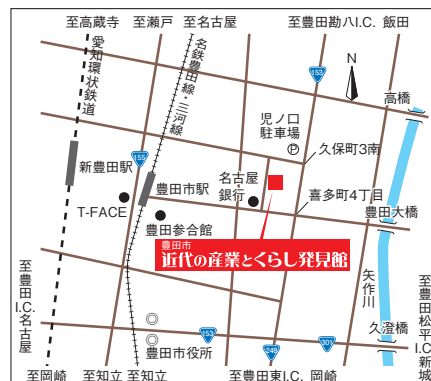 至高蔵寺
至瀬戸
至名古屋
至豊田勘八I.C. 飯田
愛知環状鉄道
名鉄豊田線・三河線
153
N
高橋
児ノ口
駐車場
P
久保町3南
155
新豊田駅
豊田市駅
名古屋
銀行
喜多町4丁目
T-FACE
豊田参合館
豊田大橋
豊田市
近代の産業とくらし発見館
至豊田
I.C.名古屋
矢作川
久澄橋
至豊田松平I.C.新城
153
豊田市役所
248
301
至岡崎
至知立
至知立
至豊田東I.C. 岡崎